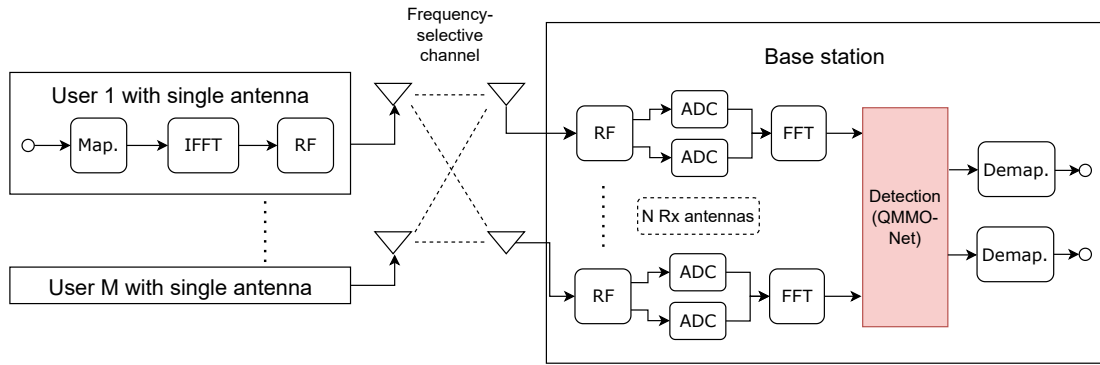 Frequency-
selective
channel
Base station
User 1 with single antenna
Map.
IFFT
RF
RF
ADC
ADC
FFT
Demap.
Detection
(QMMO-
Net)
N Rx antennas
Demap.
User M with single antenna
RF
ADC
ADC
FFT